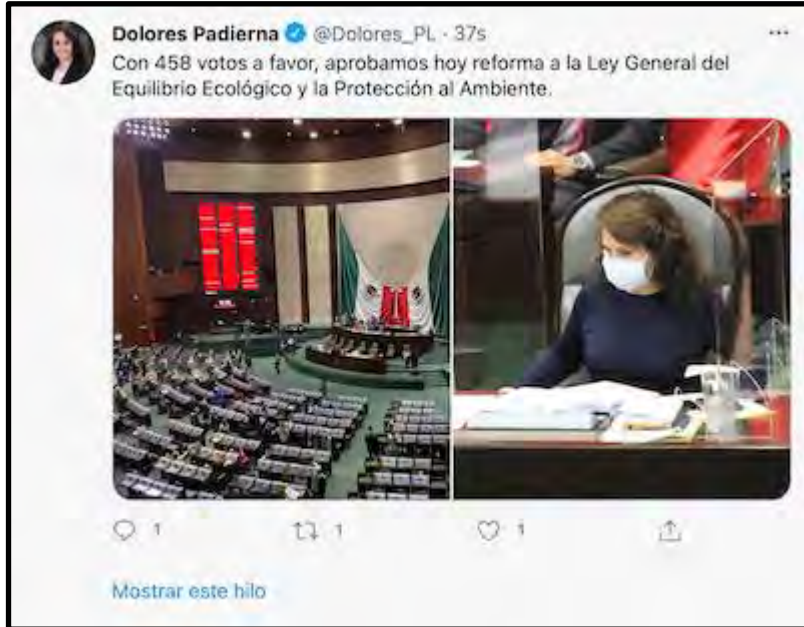 Dolores Padierna @Dolores_PL · 37s
Con 458 votos a favor, aprobamos hoy reforma a la Ley General del
Equilibrio Ecológico y la Protección al Ambiente.
1 1 1
Mostrar este hilo